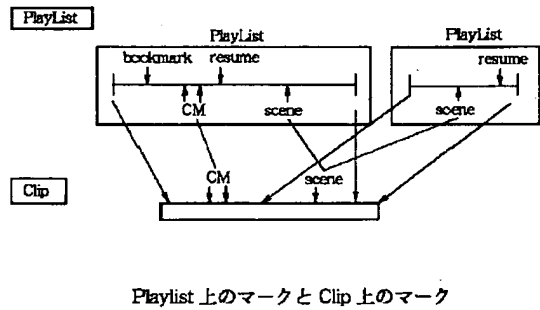 PlayList
PlayList
PlayList
bookmark resume
resume
CM
scene
scene
CM
scene
Clip
Playlist 上のマークと Clip 上のマーク